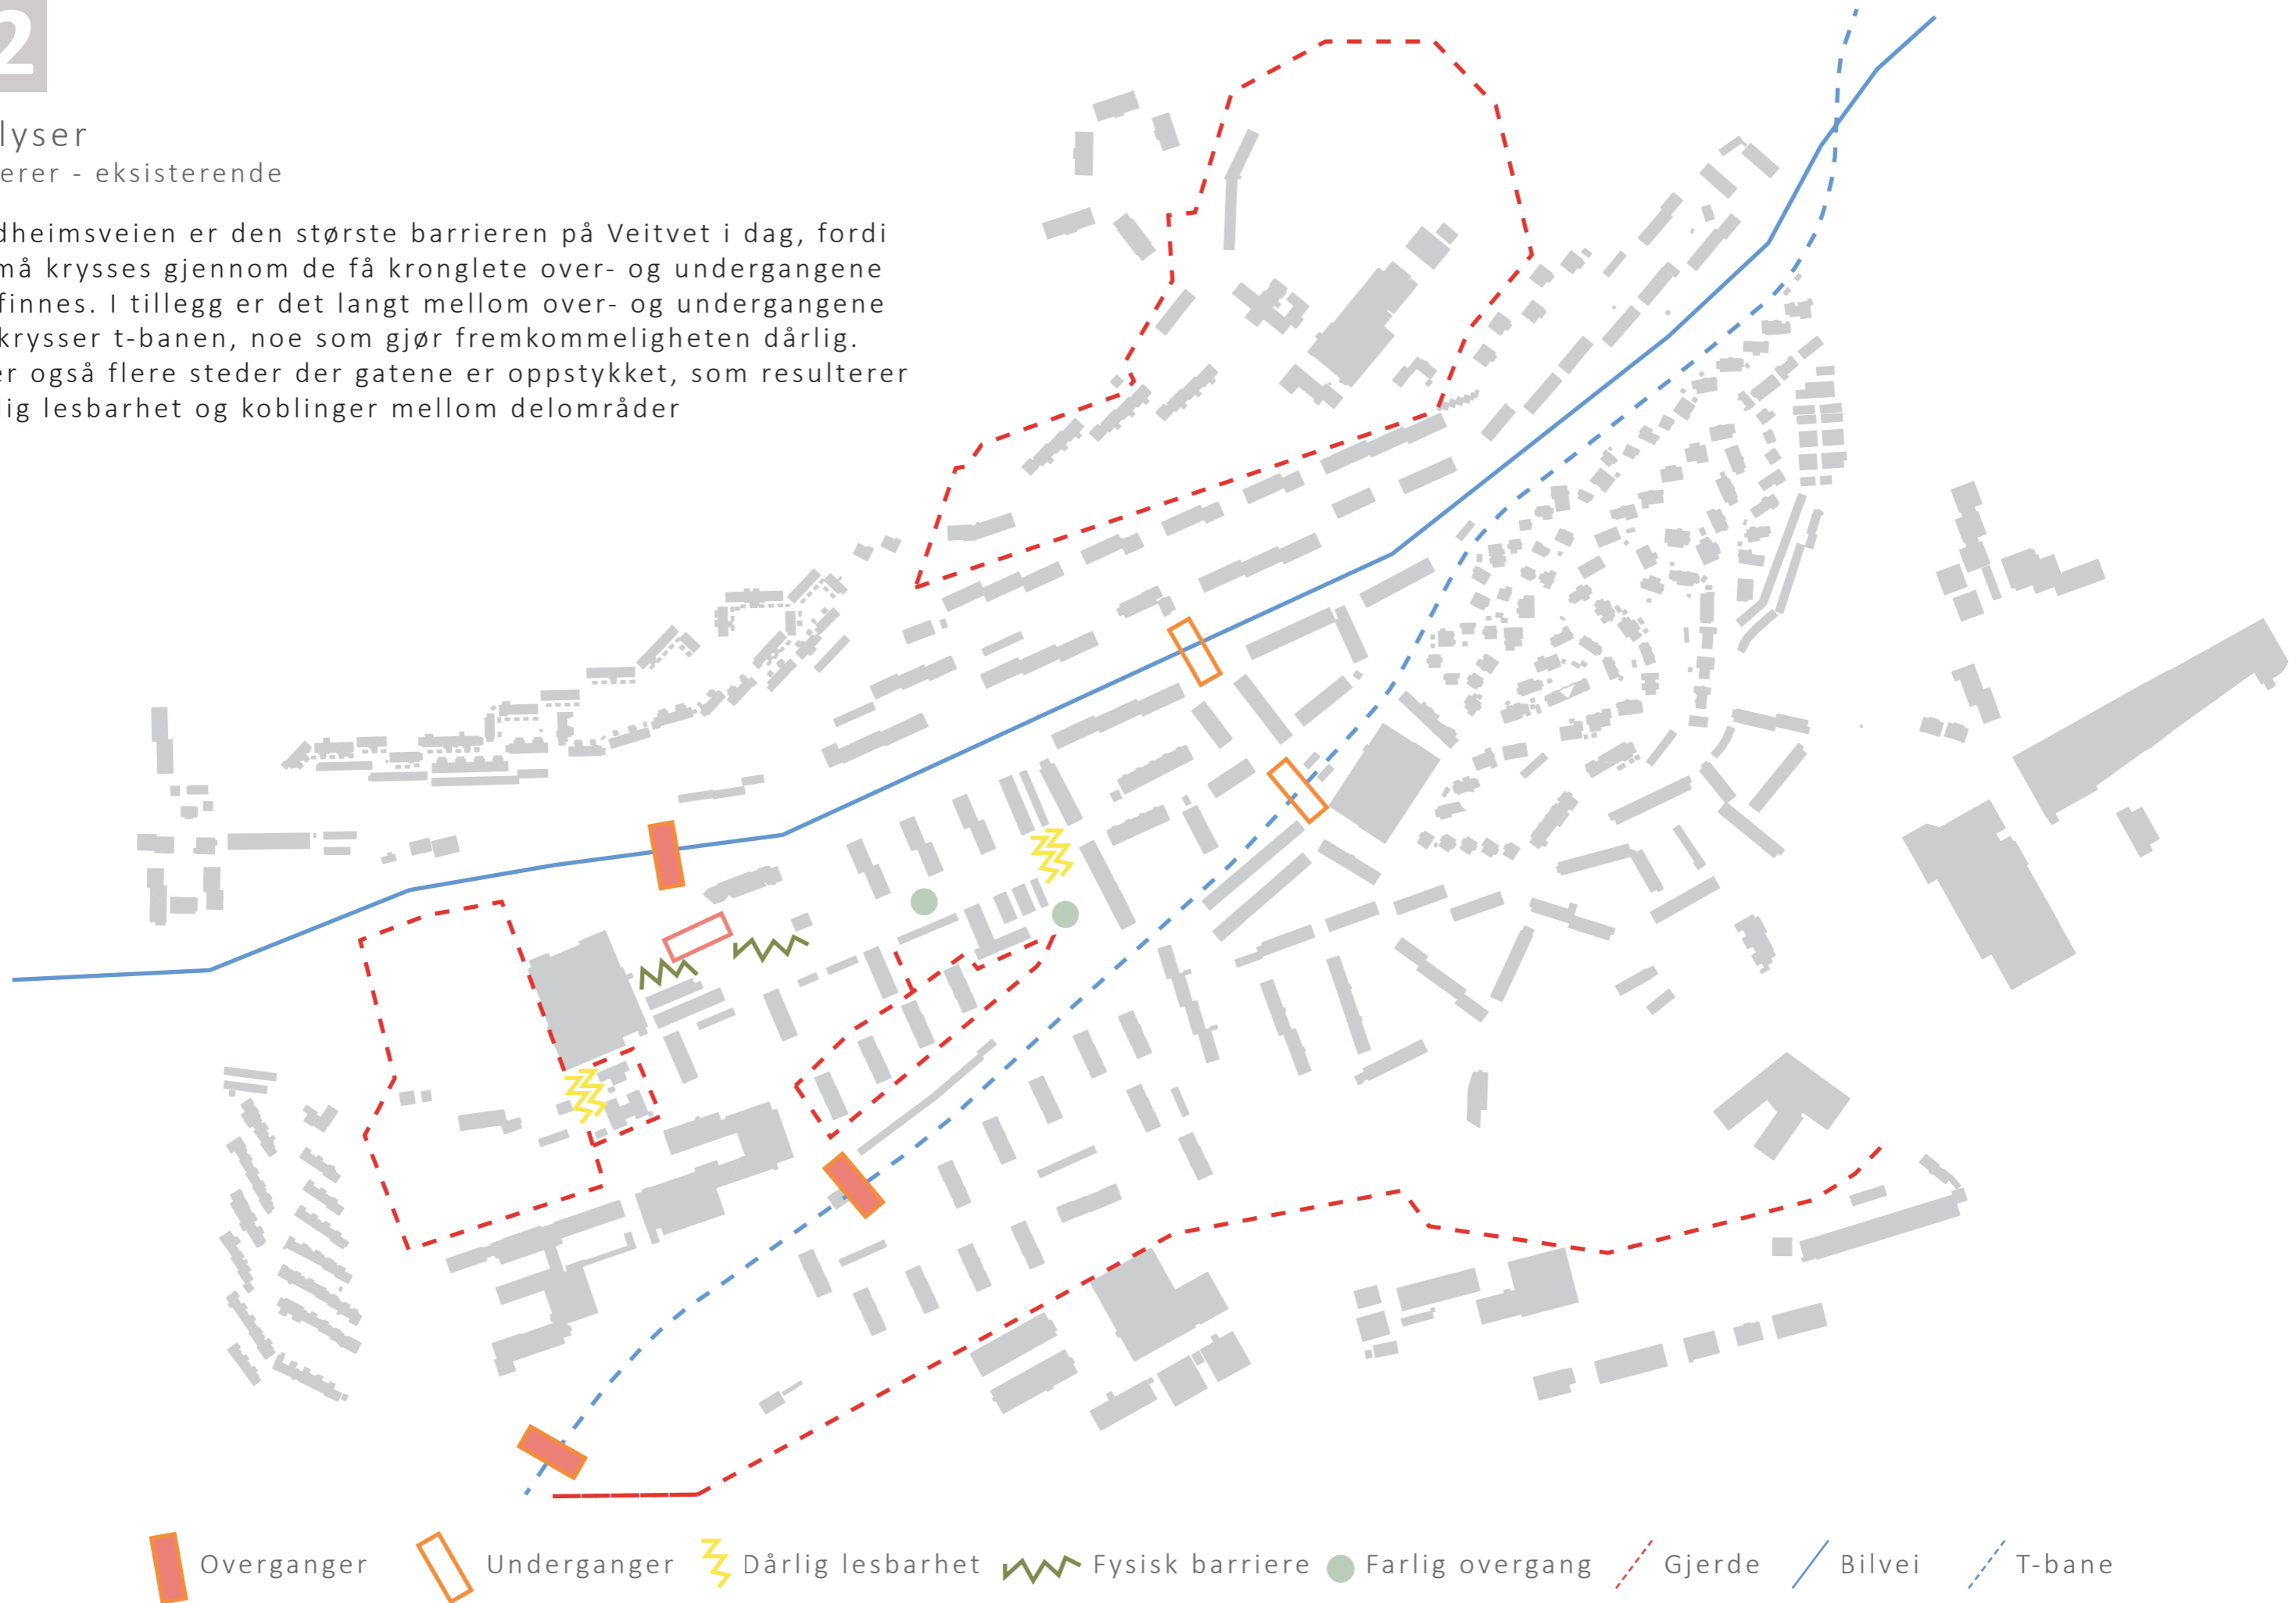 2
lyser
erer - eksisterende
dheimsveien er den største barrieren på Veitvet i dag, fordi
må krysses gjennom de få kronglete over- og undergangene
finnes. I tillegg er det langt mellom over- og undergangene
krysser t-banen, noe som gjør fremkommeligheten dårlig.
er også flere steder der gatene er oppstykket, som resulterer
lig lesbarhet og koblinger mellom delområder
Overganger Underganger Dårlig lesbarhet Fysisk barriere Farlig overgang Gjerde Bilvei T-bane